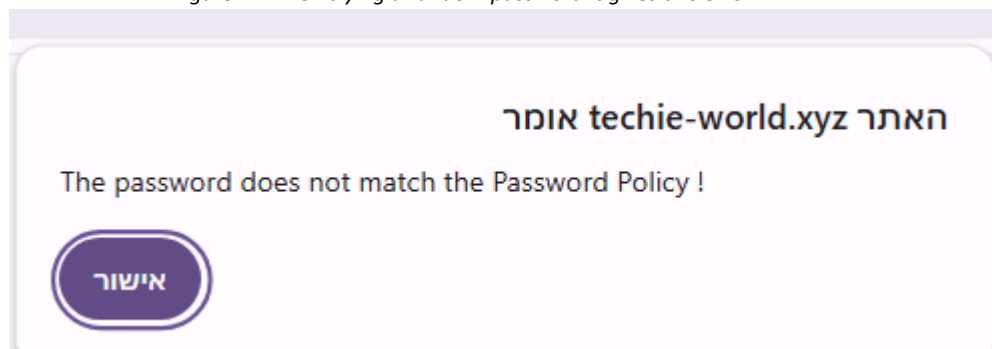 האתר techie-world.xyz אומר
The password does not match the Password Policy !
אישור